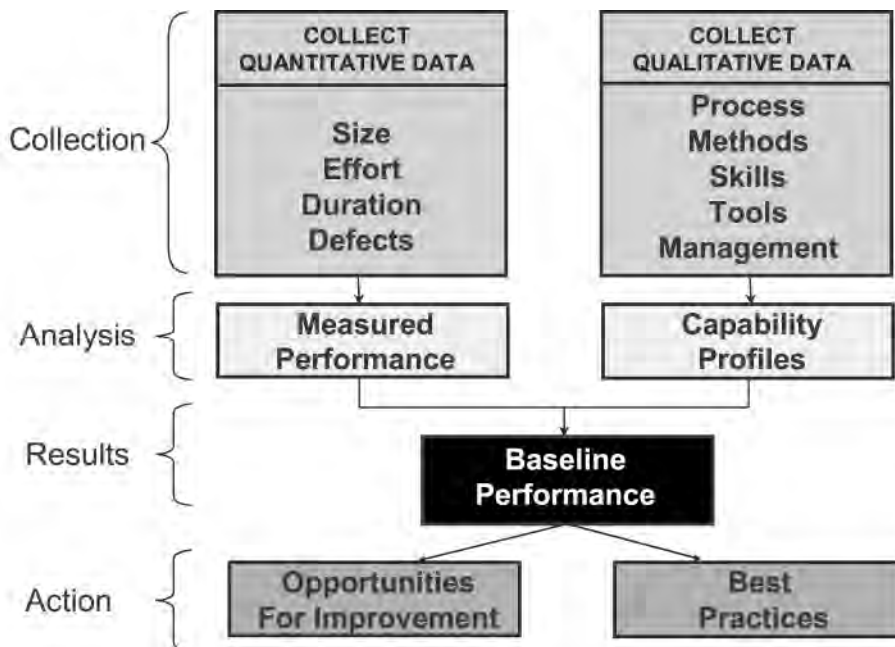 COLLECT
QUANTITATIVE DATA
COLLECT
QUALITATIVE DATA
Collection
Size
Effort
Duration
Defects
Process
Methods
Skills
Tools
Management
Analysis
Measured
Performance
Capability
Profiles
Results
Baseline
Performance
Action
Opportunities
For Improvement
Best
Practices